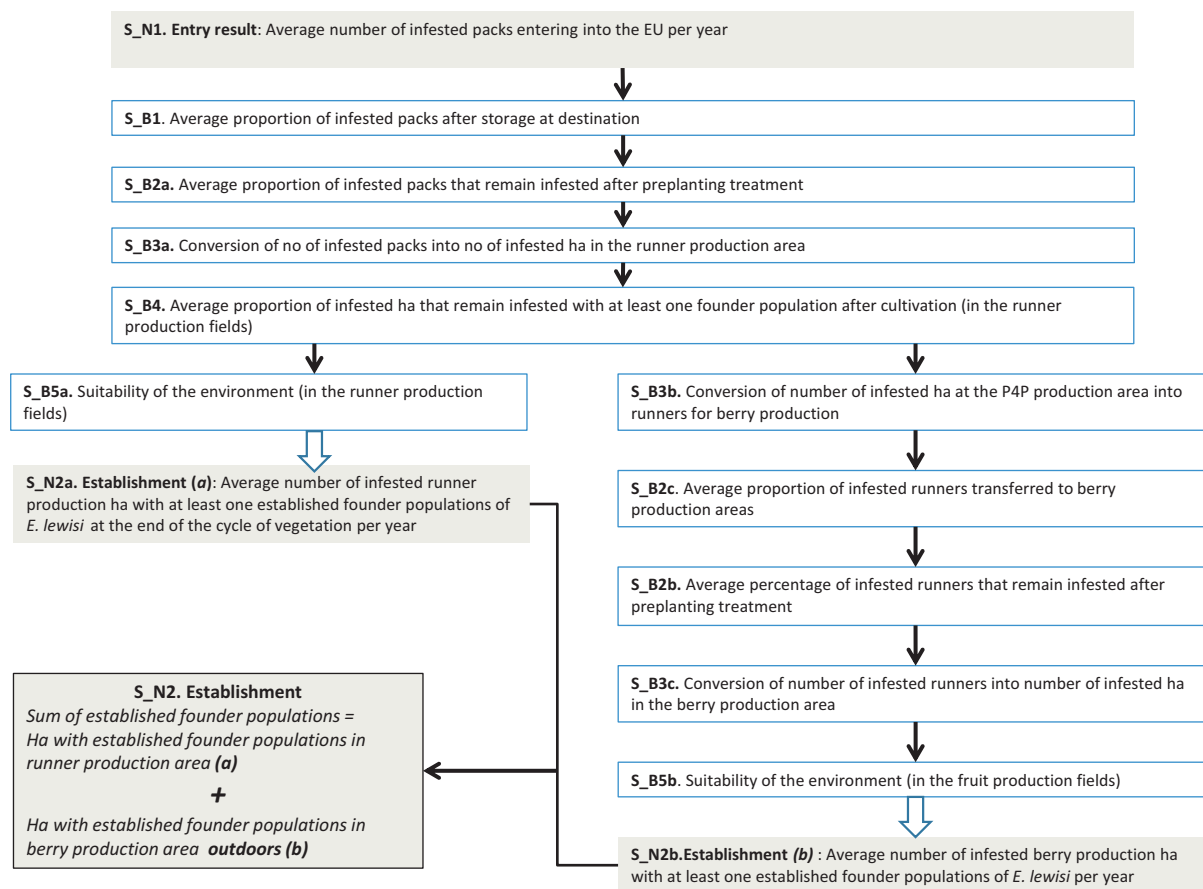 S_N1. Entry result: Average number of infested packs entering into the EU per year
S_B1. Average proportion of infested packs after storage at destination
S_B2a. Average proportion of infested packs that remain infested after preplanting treatment
S_B3a. Conversion of no of infested packs into no of infested ha in the runner production area
S_B4. Average proportion of infested ha that remain infested with at least one founder population after cultivation (in the runner
production fields)
S_B5a. Suitability of the environment (in the runner production
fields)
S_N2a. Establishment (a): Average number of infested runner
production ha with at least one established founder populations of
E. lewisi at the end of the cycle of vegetation per year
S_B3b. Conversion of number of infested ha at the P4P production area into
runners for berry production
S_B2c. Average proportion of infested runners transferred to berry
production areas
S_B2b. Average percentage of infested runners that remain infested after
preplanting treatment
S_B3c. Conversion of number of infested runners into number of infested ha
in the berry production area
S_B5b. Suitability of the environment (in the fruit production fields)
S_N2b.Establishment (b) : Average number of infested berry production ha
with at least one established founder populations of E. lewisi per year
S_N2. Establishment
Sum of established founder populations =
Ha with established founder populations in
runner production area (a)
+
Ha with established founder populations in
berry production area outdoors (b)